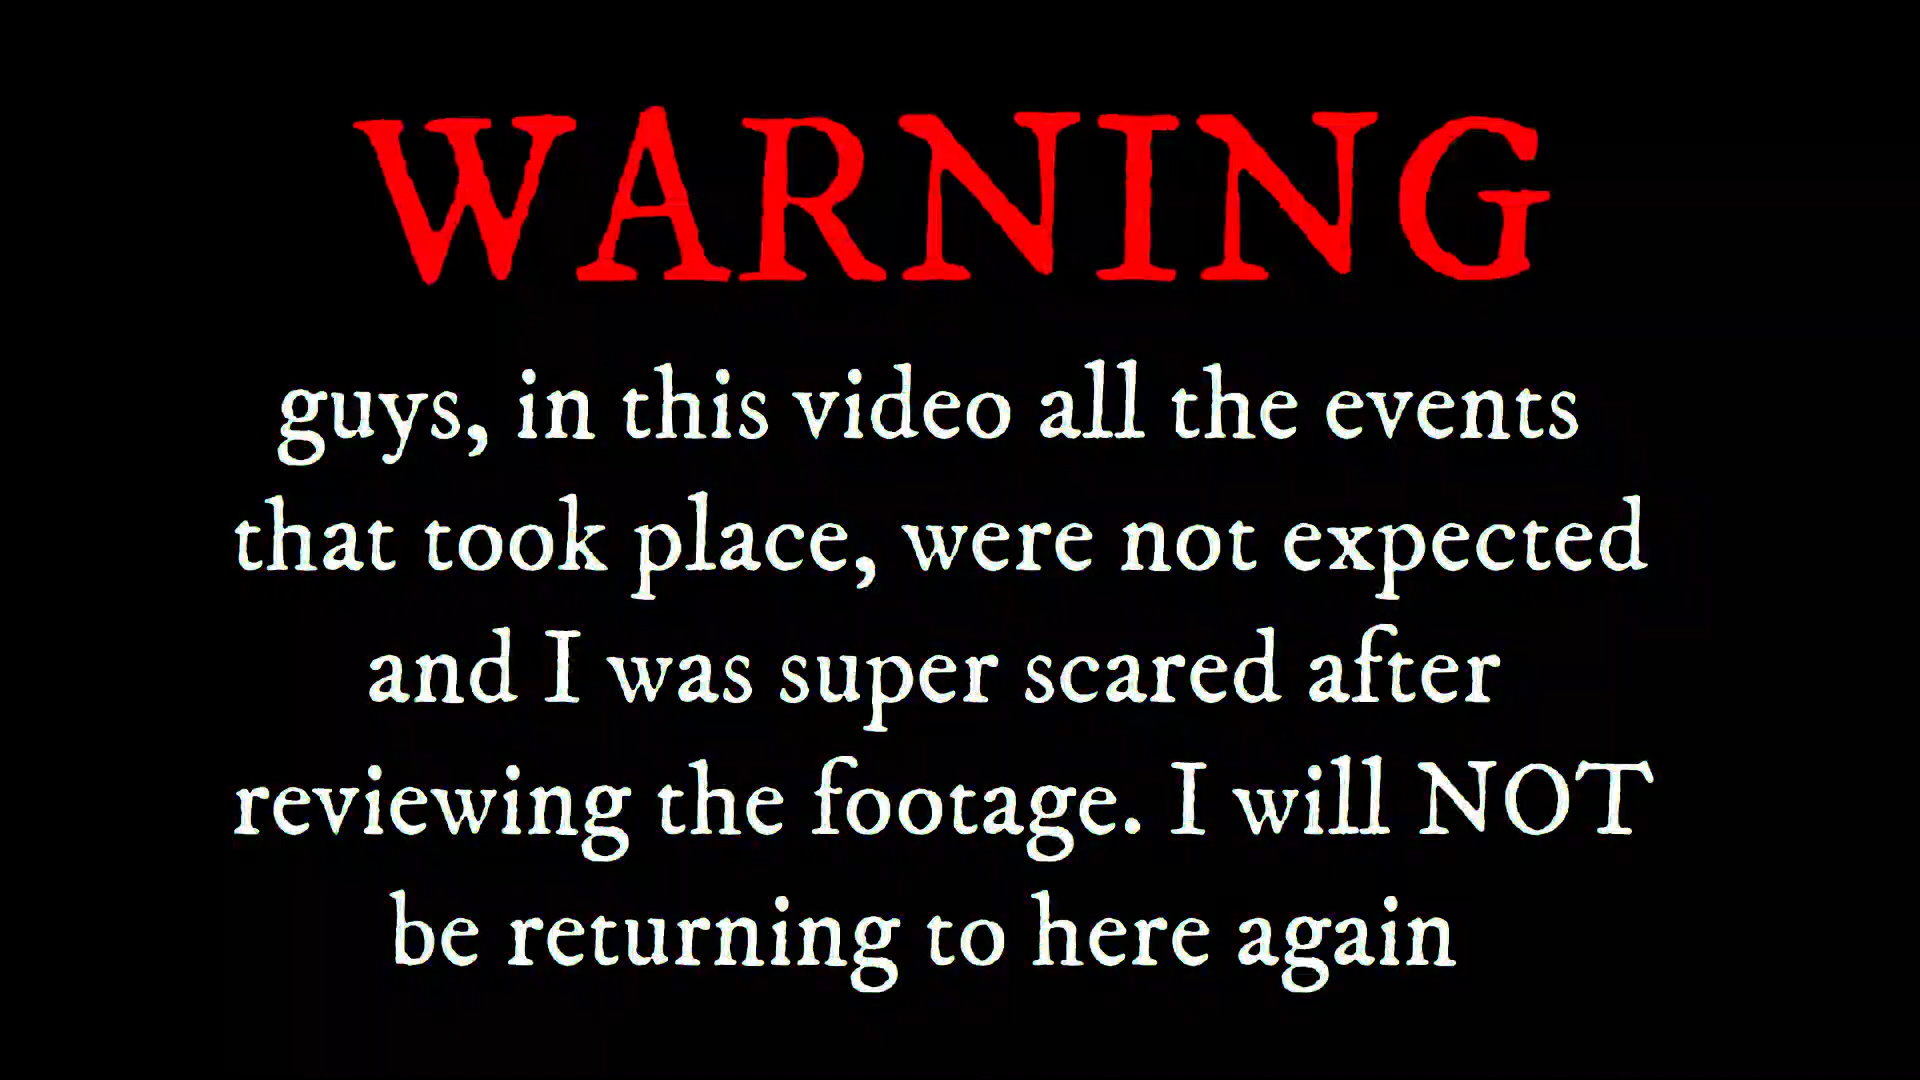 WARNING
guys, in this video all the events
that took place, were not expected
and I was super scared after
reviewing the footage. I will NOT
be returning to here again